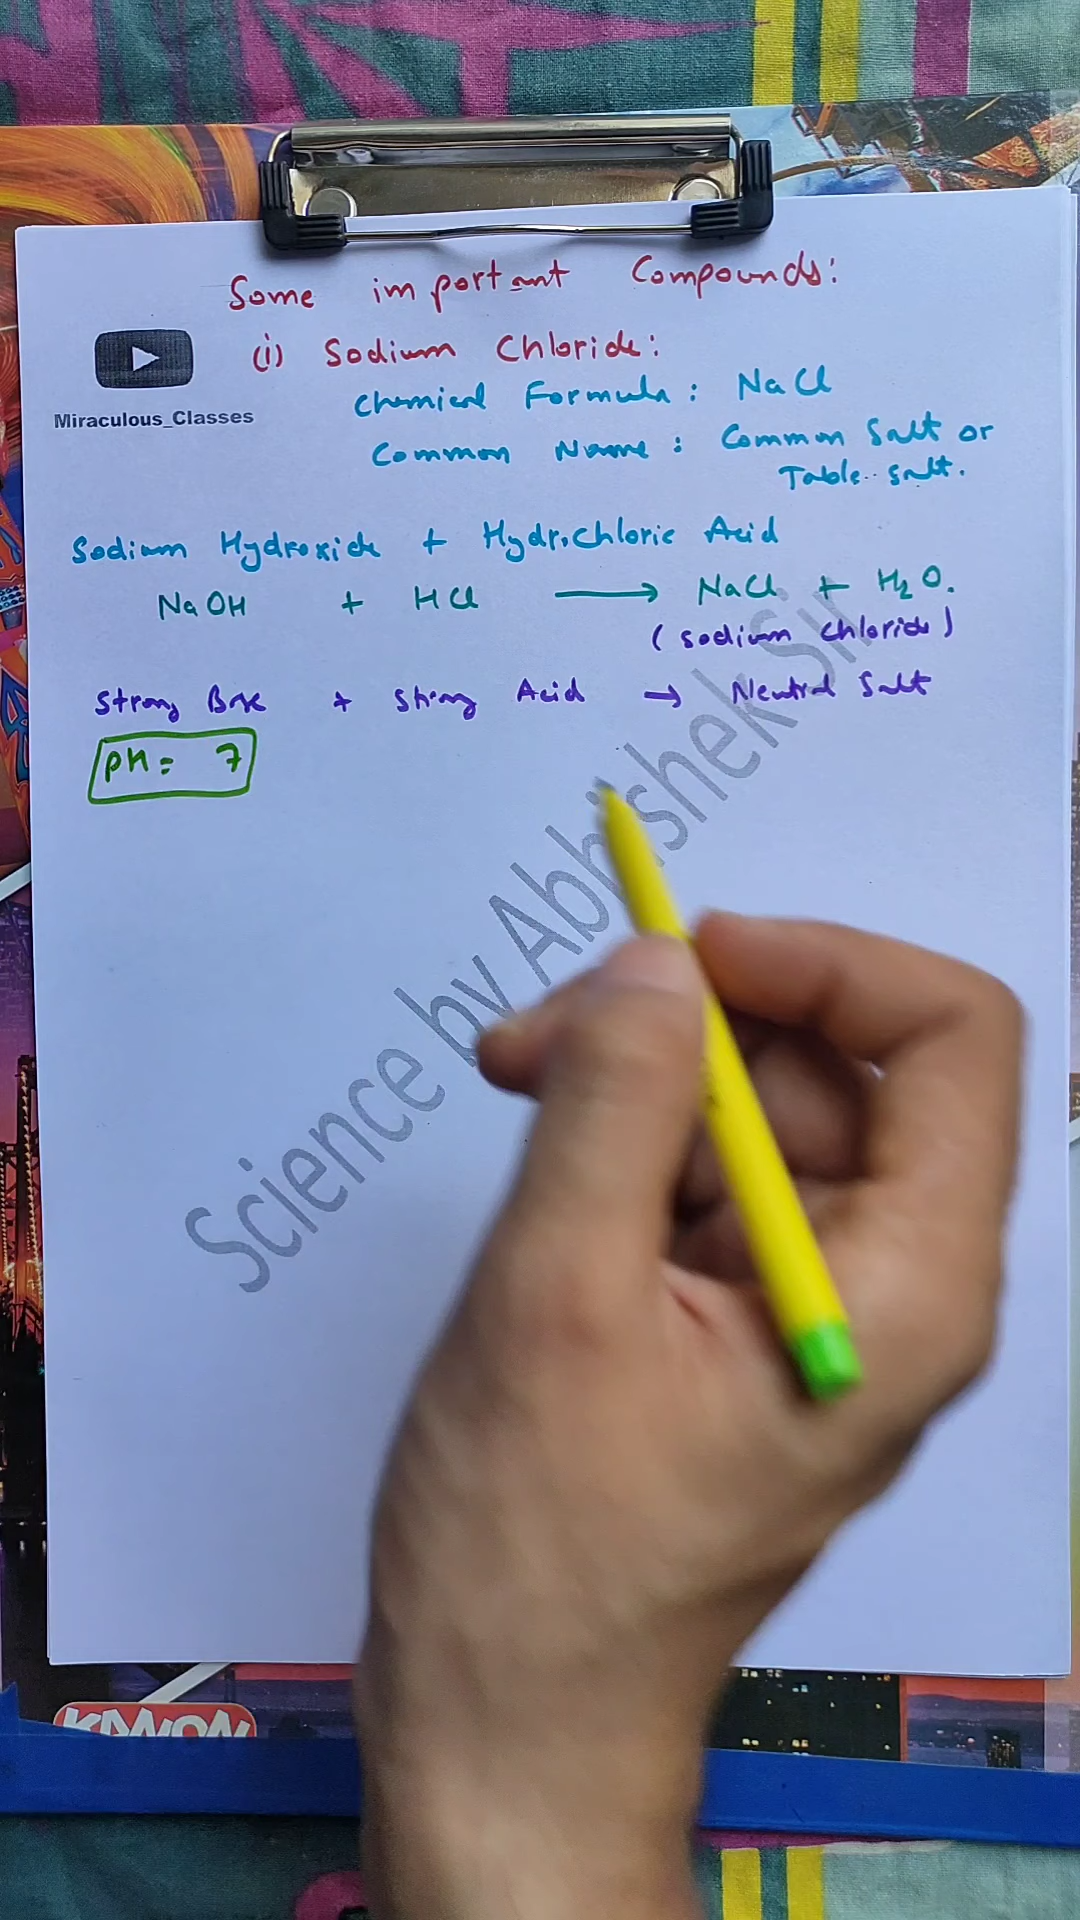 Some important Compounds:
(i) Sodium Chloride:
Miraculous_Classes
Chemical Formula : NaCl
Common Name : Common Salt or
Table salt.
Sodium Hydroxide + Hydrochloric Acid
NaOH + HCl ⟶ NaCl + H₂O.
(Sodium Chloride)
Strong Base + Strong Acid → Neutral Salt
pH = 7
Science by Abhishek Sir
KANON